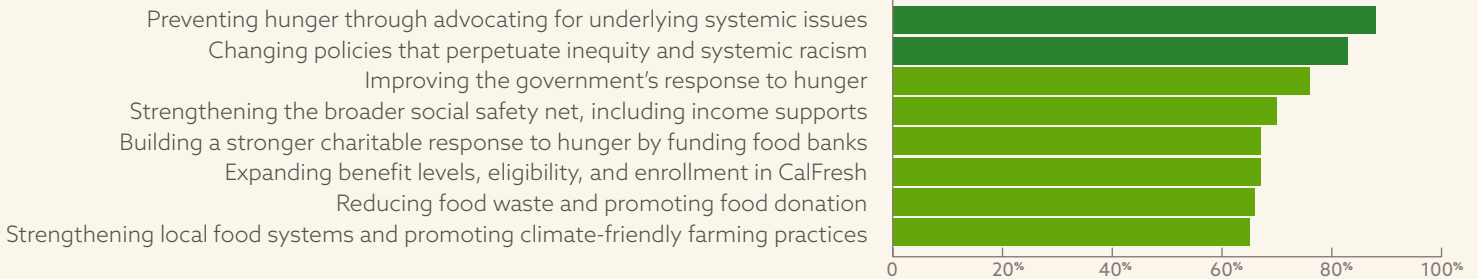 Preventing hunger through advocating for underlying systemic issues
Changing policies that perpetuate inequity and systemic racism
Improving the government’s response to hunger
Strengthening the broader social safety net, including income supports
Building a stronger charitable response to hunger by funding food banks
Expanding benefit levels, eligibility, and enrollment in CalFresh
Reducing food waste and promoting food donation
Strengthening local food systems and promoting climate-friendly farming practices
0 20% 40% 60% 80% 100%